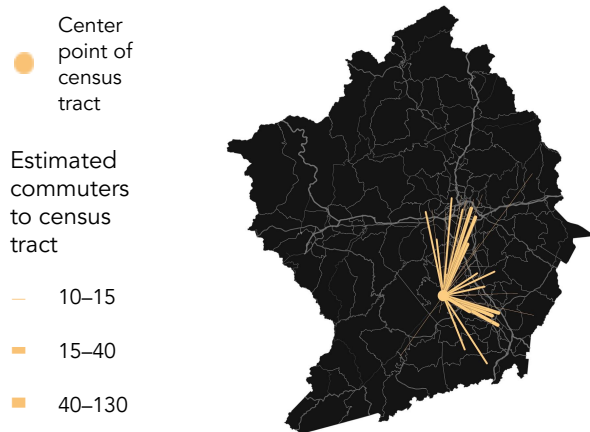 Center
point of
census
tract
Estimated
commuters
to census
tract
10–15
15–40
40–130